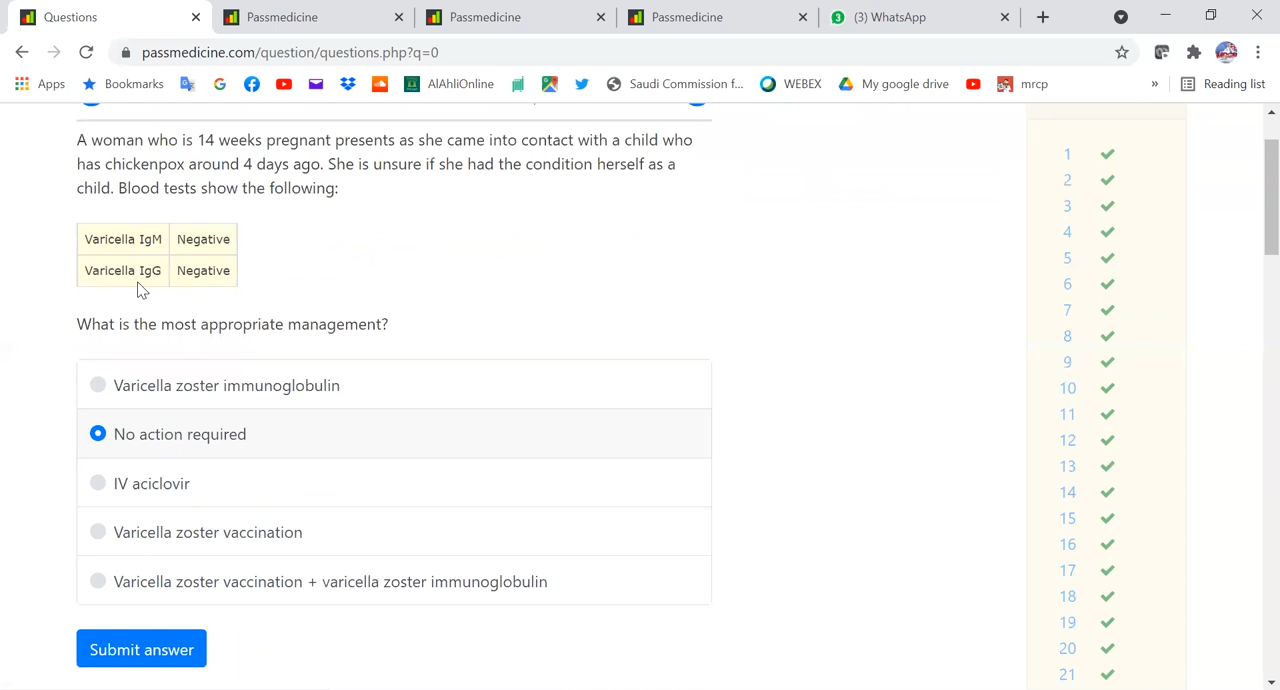 Questions
Passmedicine
Passmedicine
Passmedicine
3 (3) WhatsApp
passmedicine.com/question/questions.php?q=0
Apps Bookmarks AlAhliOnline Saudi Commission f... WEBEX My google drive mrcp » Reading list
A woman who is 14 weeks pregnant presents as she came into contact with a child who
has chickenpox around 4 days ago. She is unsure if she had the condition herself as a
child. Blood tests show the following:
Varicella IgM Negative
Varicella IgG Negative
What is the most appropriate management?
Varicella zoster immunoglobulin
No action required
IV aciclovir
Varicella zoster vaccination
Varicella zoster vaccination + varicella zoster immunoglobulin
Submit answer
1
2
3
4
5
6
7
8
9
10
11
12
13
14
15
16
17
18
19
20
21